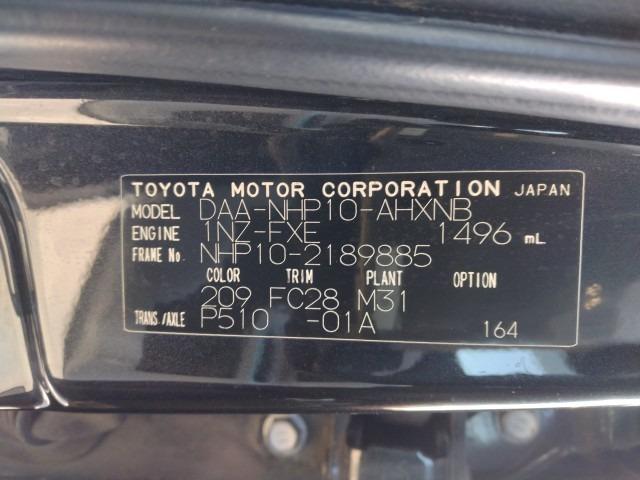 TOYOTA MOTOR CORPORATION JAPAN
MODEL DAA-NHP10-AHXNB
ENGINE 1NZ-FXE 1496 mL
FRAME No. NHP10-2189885
COLOR TRIM PLANT OPTION
209 FC28 M31
TRANS./AXLE P510 -01A 164